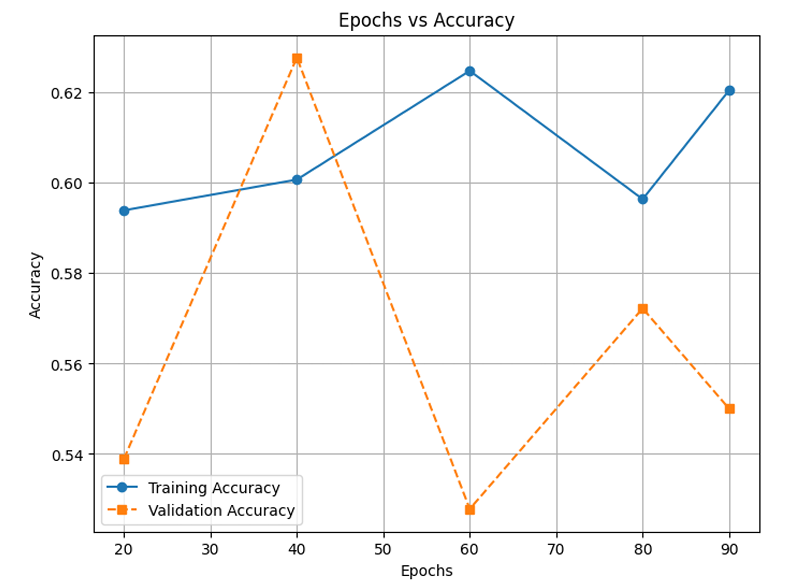 Epochs vs Accuracy
0.62
0.60
0.58
0.56
0.54
Accuracy
Training Accuracy
Validation Accuracy
20 30 40 50 60 70 80 90
Epochs